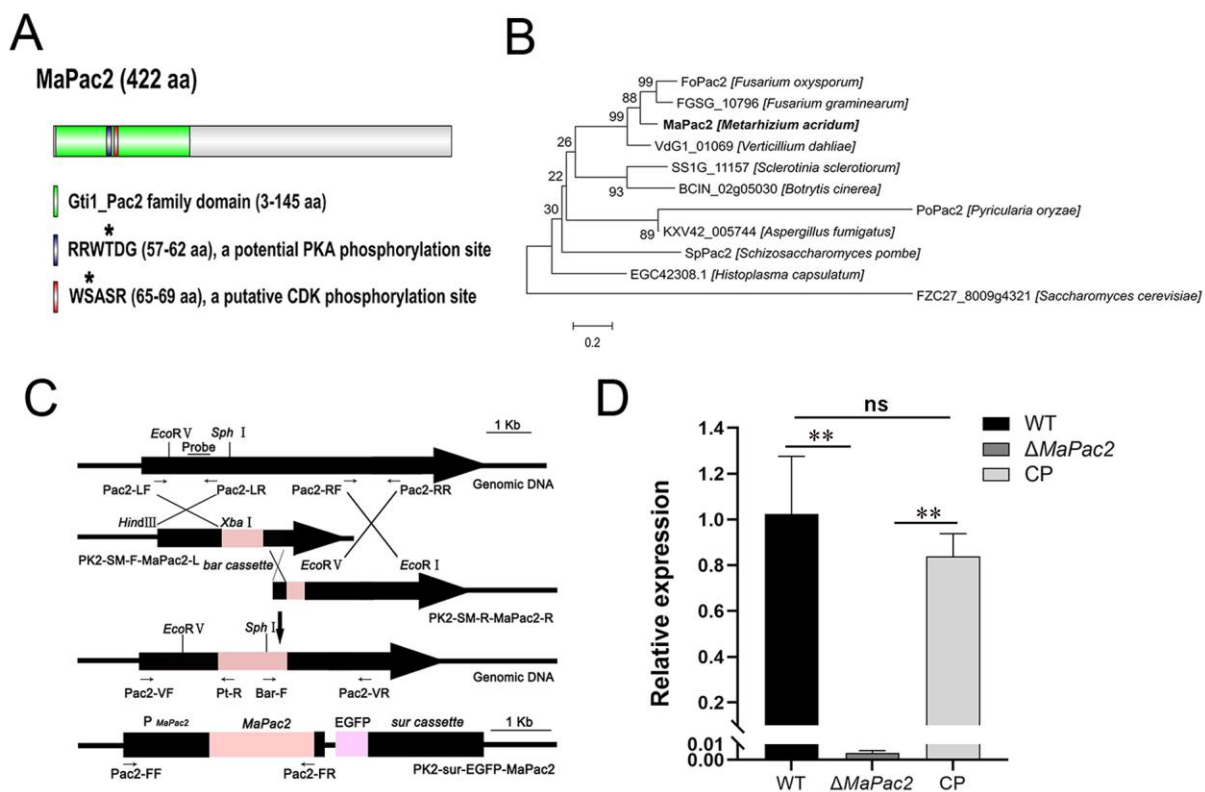 A
MaPac2 (422 aa)
Gti1_Pac2 family domain (3-145 aa)
*
RRWTDG (57-62 aa), a potential PKA phosphorylation site
*
WSASR (65-69 aa), a putative CDK phosphorylation site
B
99
FoPac2 [Fusarium oxysporum]
88
FGSG_10796 [Fusarium graminearum]
99
MaPac2 [Metarhizium acridum]
26
VdG1_01069 [Verticillium dahliae]
SS1G_11157 [Sclerotinia sclerotiorum]
22
93
BCIN_02g05030 [Botrytis cinerea]
30
PoPac2 [Pyricularia oryzae]
89
KXV42_005744 [Aspergillus fumigatus]
SpPac2 [Schizosaccharomyces pombe]
EGC42308.1 [Histoplasma capsulatum]
FZC27_8009g4321 [Saccharomyces cerevisiae]
0.2
C
EcoRⅤ SphⅠ
Probe
1 Kb
Pac2-LF Pac2-LR Pac2-RF Pac2-RR
Genomic DNA
HindⅢ XbaⅠ
PK2-SM-F-MaPac2-L bar cassette EcoRⅤ EcoRⅠ
PK2-SM-R-MaPac2-R
EcoRⅤ SphⅠ
Genomic DNA
Pac2-VF Pt-R Bar-F Pac2-VR
P MaPac2 MaPac2 EGFP sur cassette 1 Kb
Pac2-FF Pac2-FR PK2-sur-EGFP-MaPac2
D
ns
**
**
WT
ΔMaPac2
CP
Relative expression
1.4
1.2
1.0
0.8
0.6
0.4
0.2
0.01
0.00
WT ΔMaPac2 CP